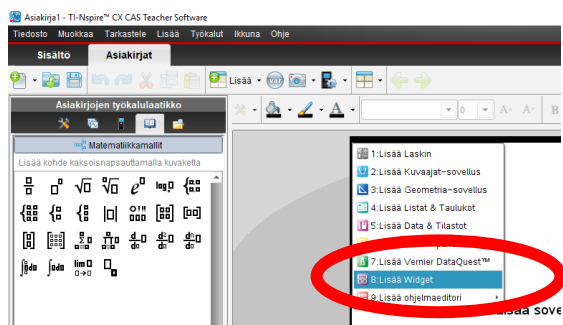 Asiakirja1 - TI-Nspire™ CX CAS Teacher Software
Tiedosto Muokkaa Tarkastele Lisää Työkalut Ikkuna Ohje
Sisältö Asiakirjat
Lisää
Asiakirjojen työkalulaatikko
Matematiikkamallit
Lisää kohde kaksoisnapsauttamalla kuvaketta
1:Lisää Laskin
2:Lisää Kuvaajat-sovellus
3:Lisää Geometria-sovellus
4:Lisää Listat & Taulukot
5:Lisää Data & Tilastot
7:Lisää Vernier DataQuest™
8:Lisää Widget
9:Lisää ohjelmaeditori